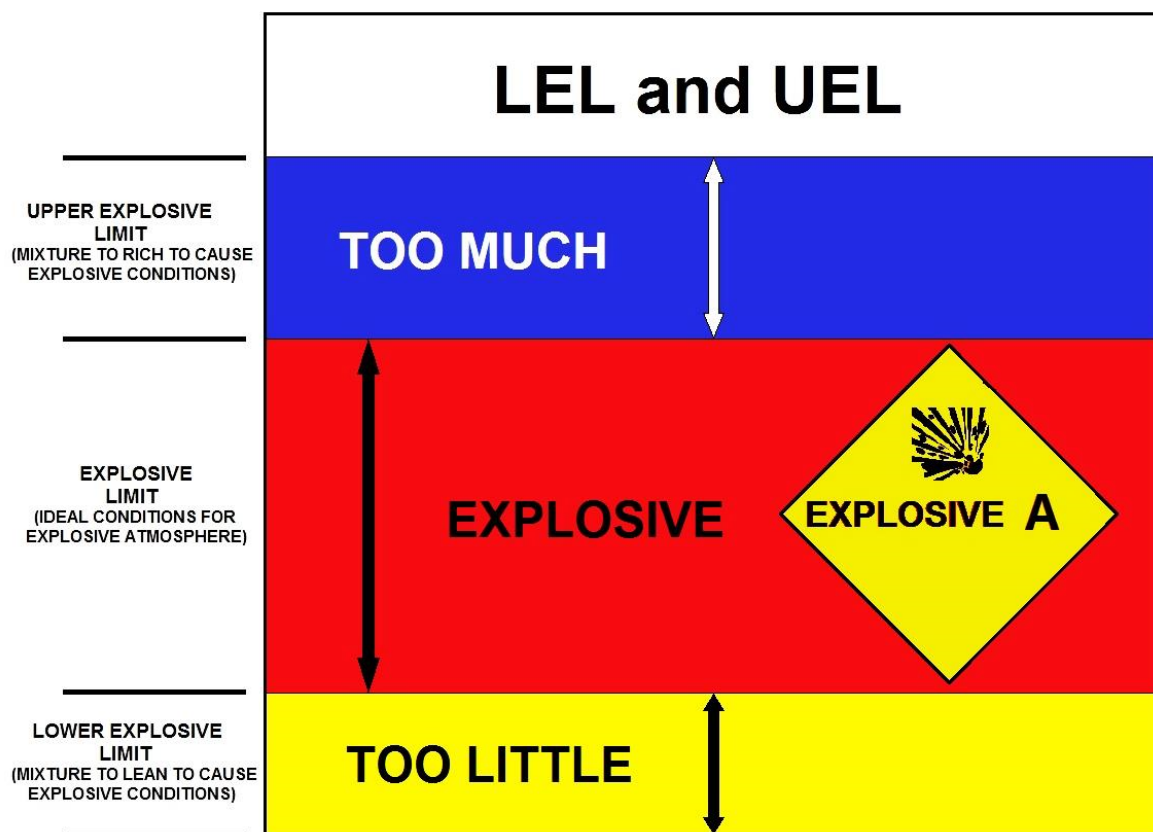 LEL and UEL
UPPER EXPLOSIVE
LIMIT
(MIXTURE TO RICH TO CAUSE
EXPLOSIVE CONDITIONS)
TOO MUCH
EXPLOSIVE
LIMIT
(IDEAL CONDITIONS FOR
EXPLOSIVE ATMOSPHERE)
EXPLOSIVE
EXPLOSIVE A
LOWER EXPLOSIVE
LIMIT
(MIXTURE TO LEAN TO CAUSE
EXPLOSIVE CONDITIONS)
TOO LITTLE